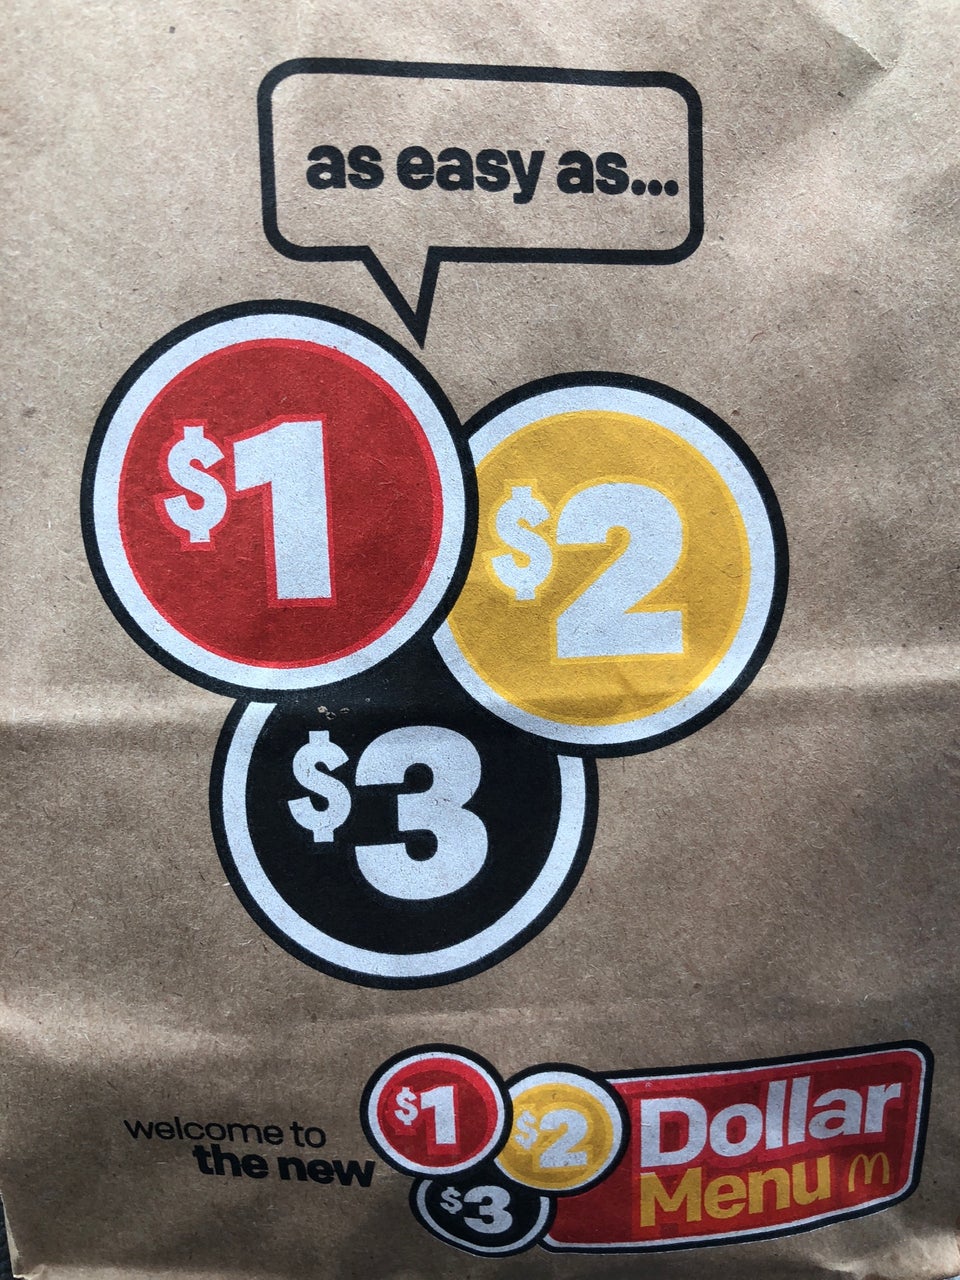 as easy as...
$1
$2
$3
welcome to
the new
$1
$2
$3
Dollar
Menu